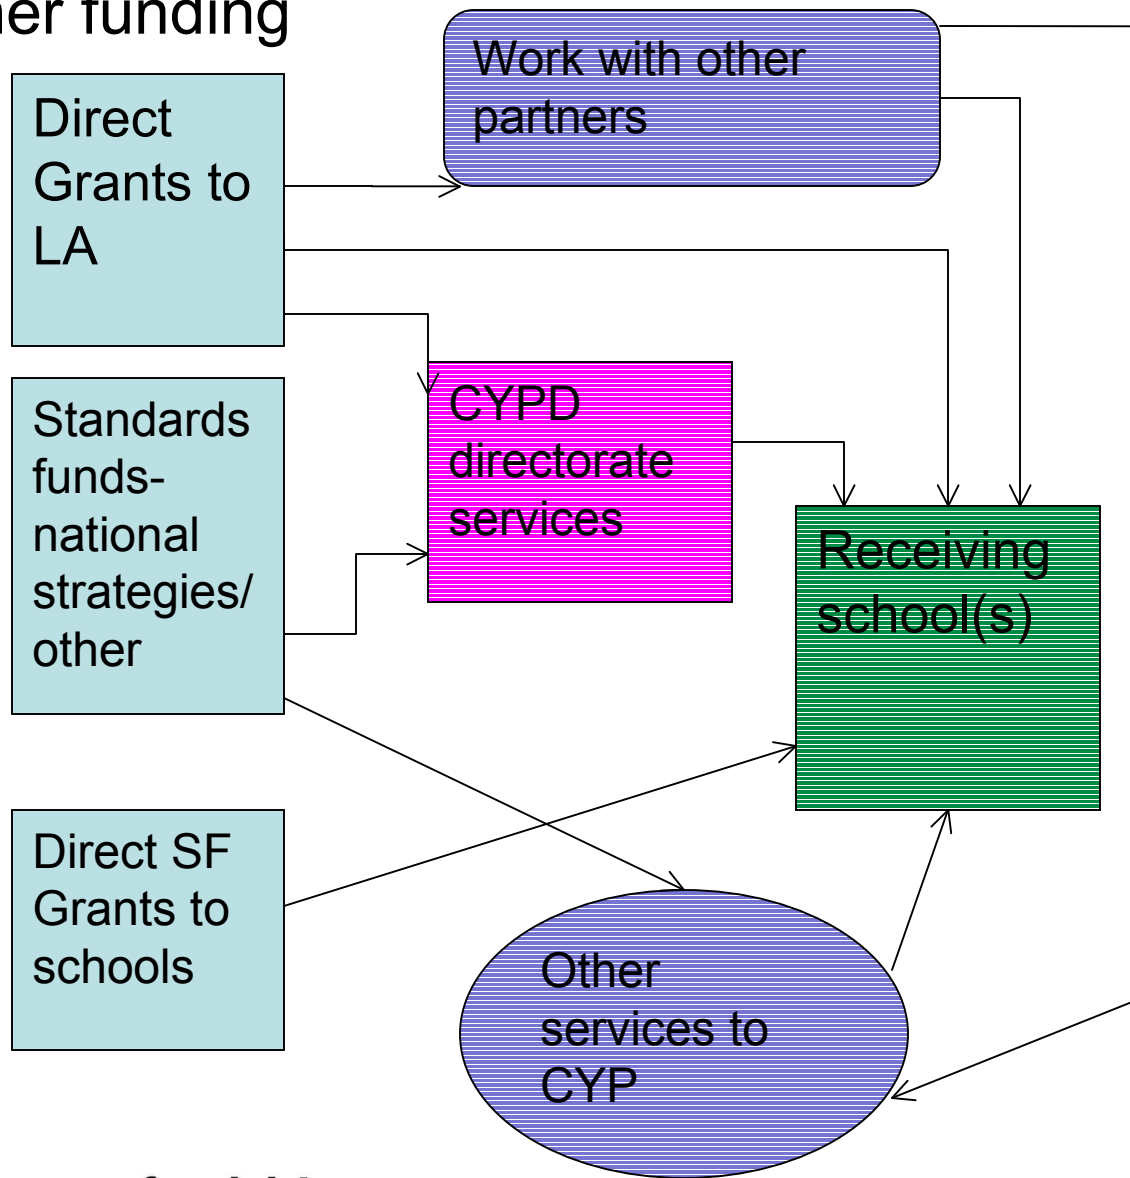 funding
Work with other
partners
Direct
Grants to
LA
Standards
funds-
national
strategies/
other
CYPD
directorate
services
Receiving
school(s)
Direct SF
Grants to
schools
Other
services to
CYP